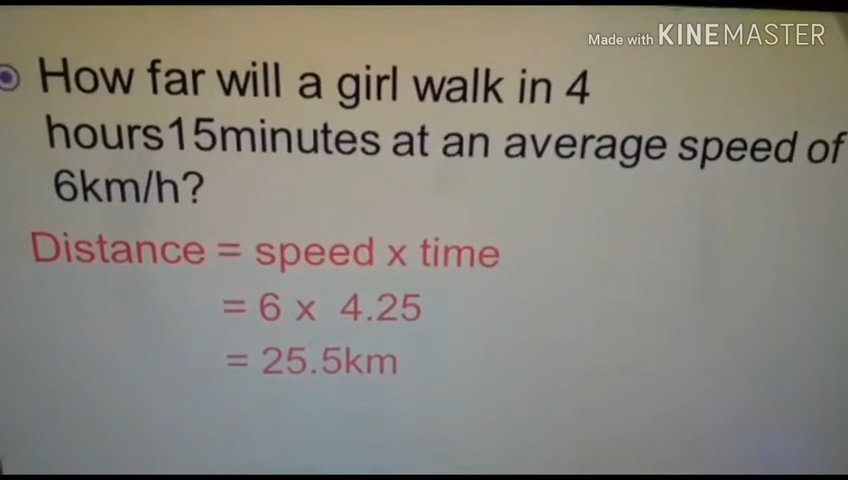 Made with KINEMASTER
How far will a girl walk in 4
hours15minutes at an average speed of
6km/h?
Distance = speed x time
= 6 x 4.25
= 25.5km